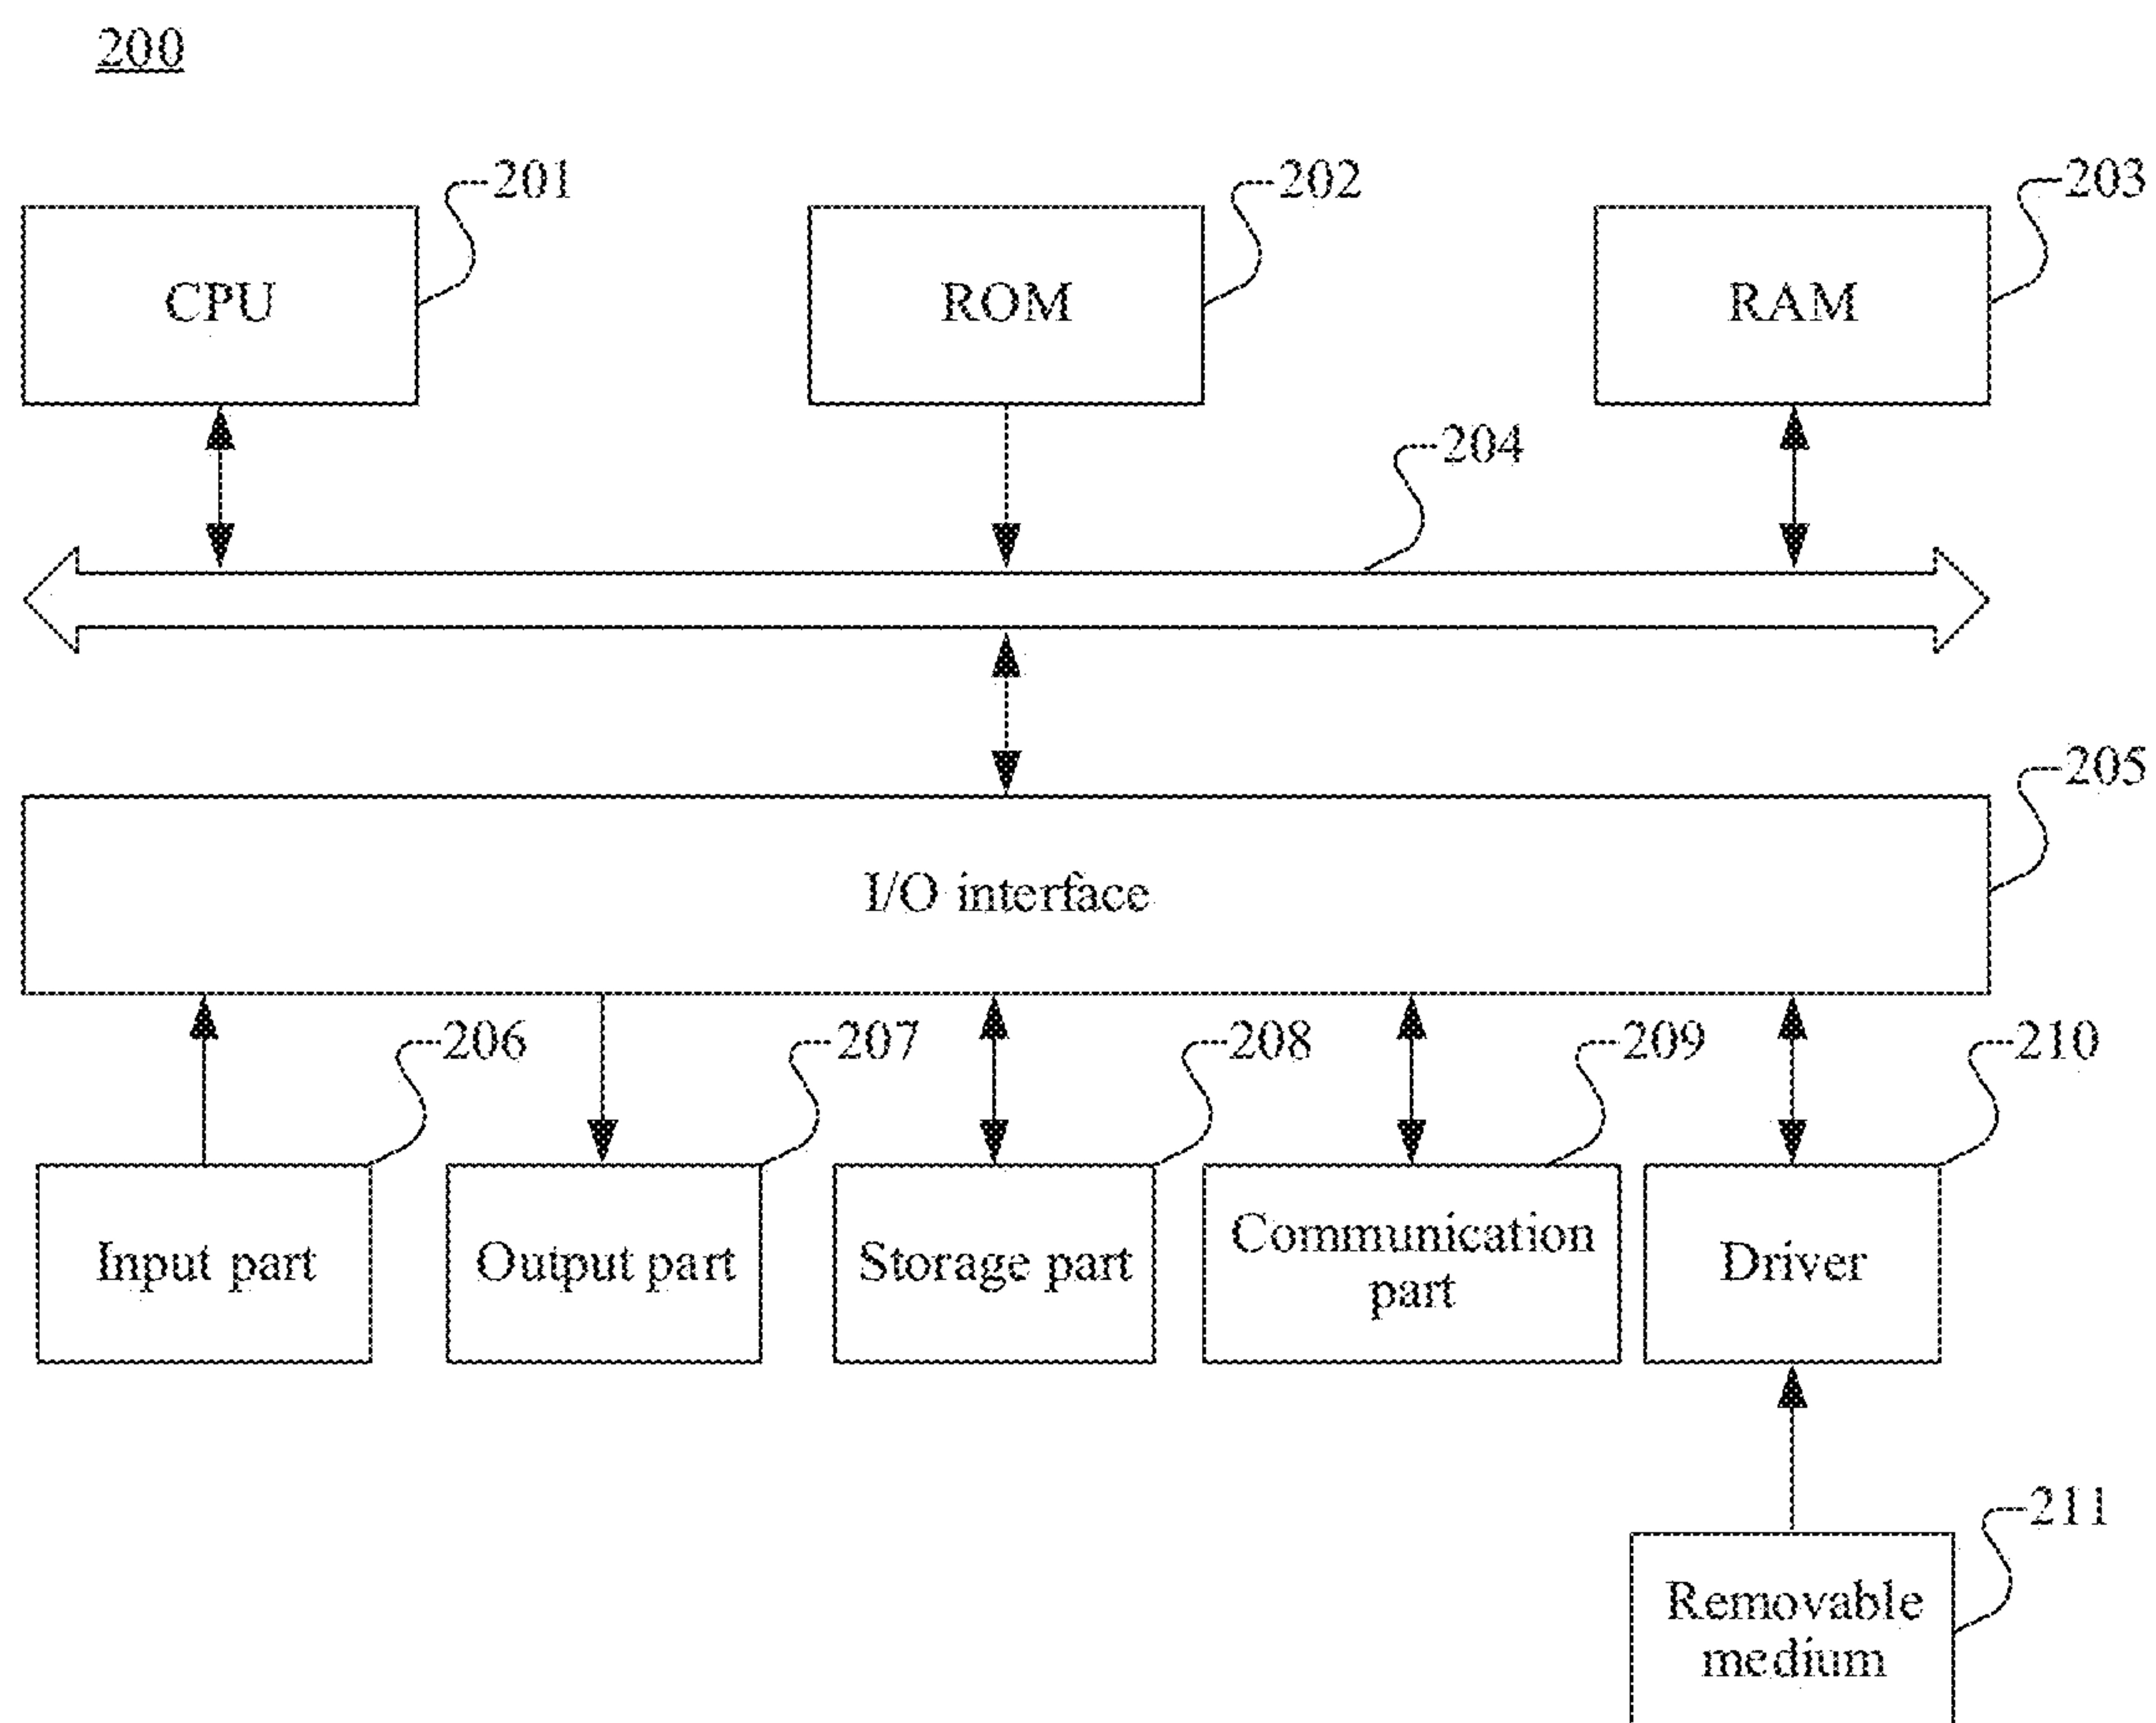 200
201
202
203
CPU
ROM
RAM
204
205
I/O interface
206
207
208
209
210
Input part
Output part
Storage part
Communication
part
Driver
211
Removable
medium